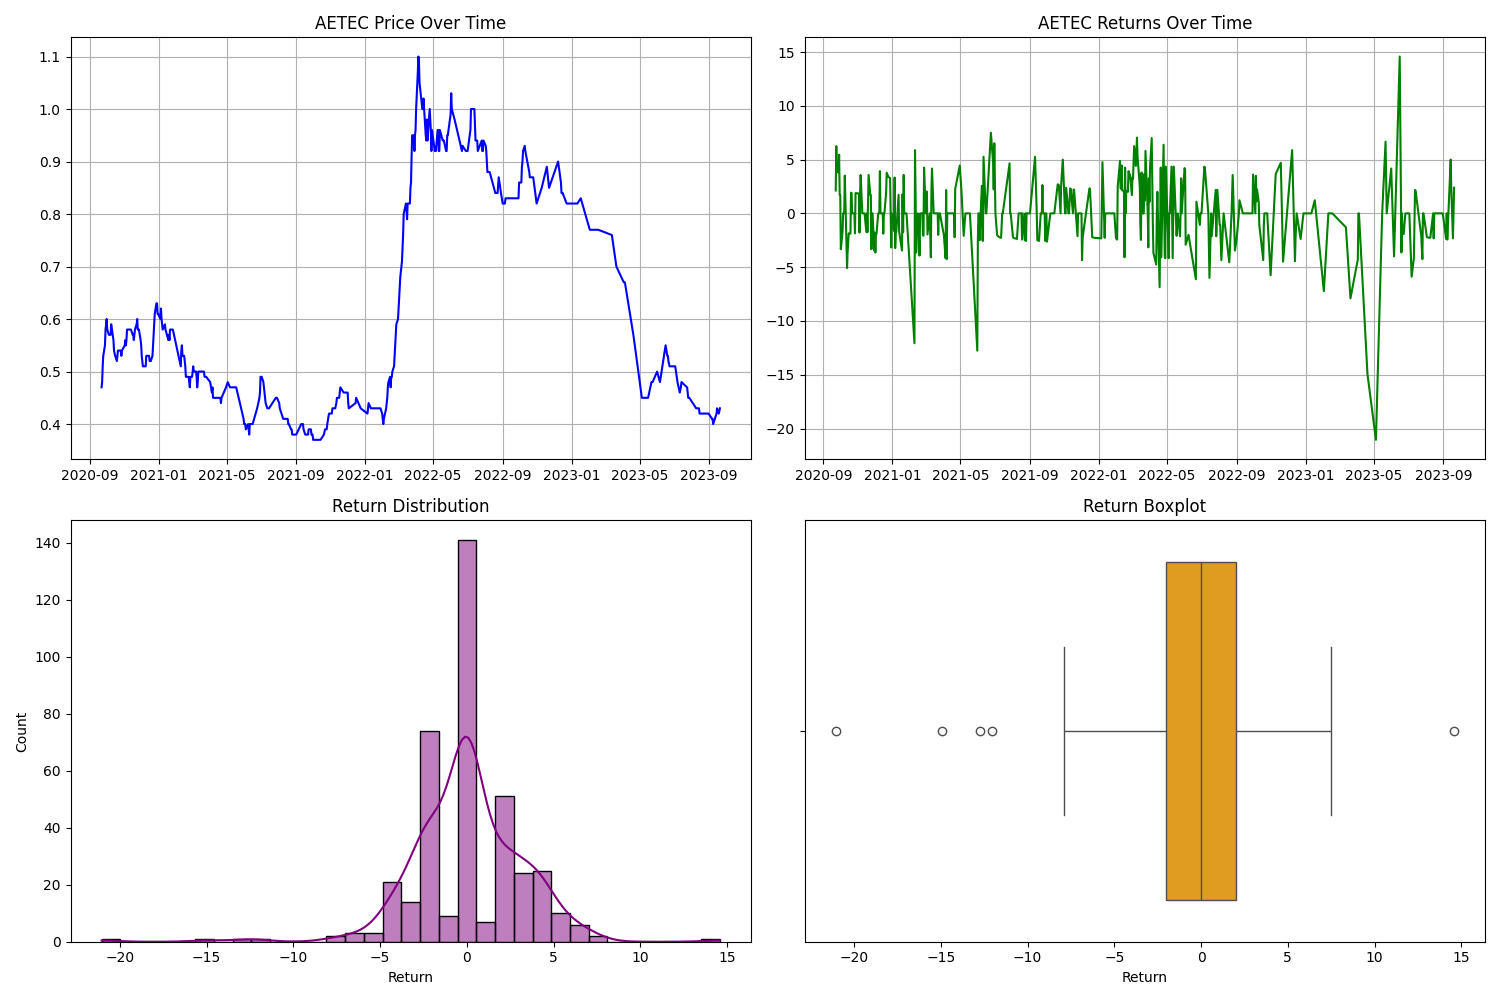 AETEC Price Over Time
1.1
1.0
0.9
0.8
0.7
0.6
0.5
0.4
2020-09 2021-01 2021-05 2021-09 2022-01 2022-05 2022-09 2023-01 2023-05 2023-09
AETEC Returns Over Time
15
10
5
0
−5
−10
−15
−20
2020-09 2021-01 2021-05 2021-09 2022-01 2022-05 2022-09 2023-01 2023-05 2023-09
Return Distribution
Count
140
120
100
80
60
40
20
0
−20 −15 −10 −5 0 5 10 15
Return
Return Boxplot
−20 −15 −10 −5 0 5 10 15
Return